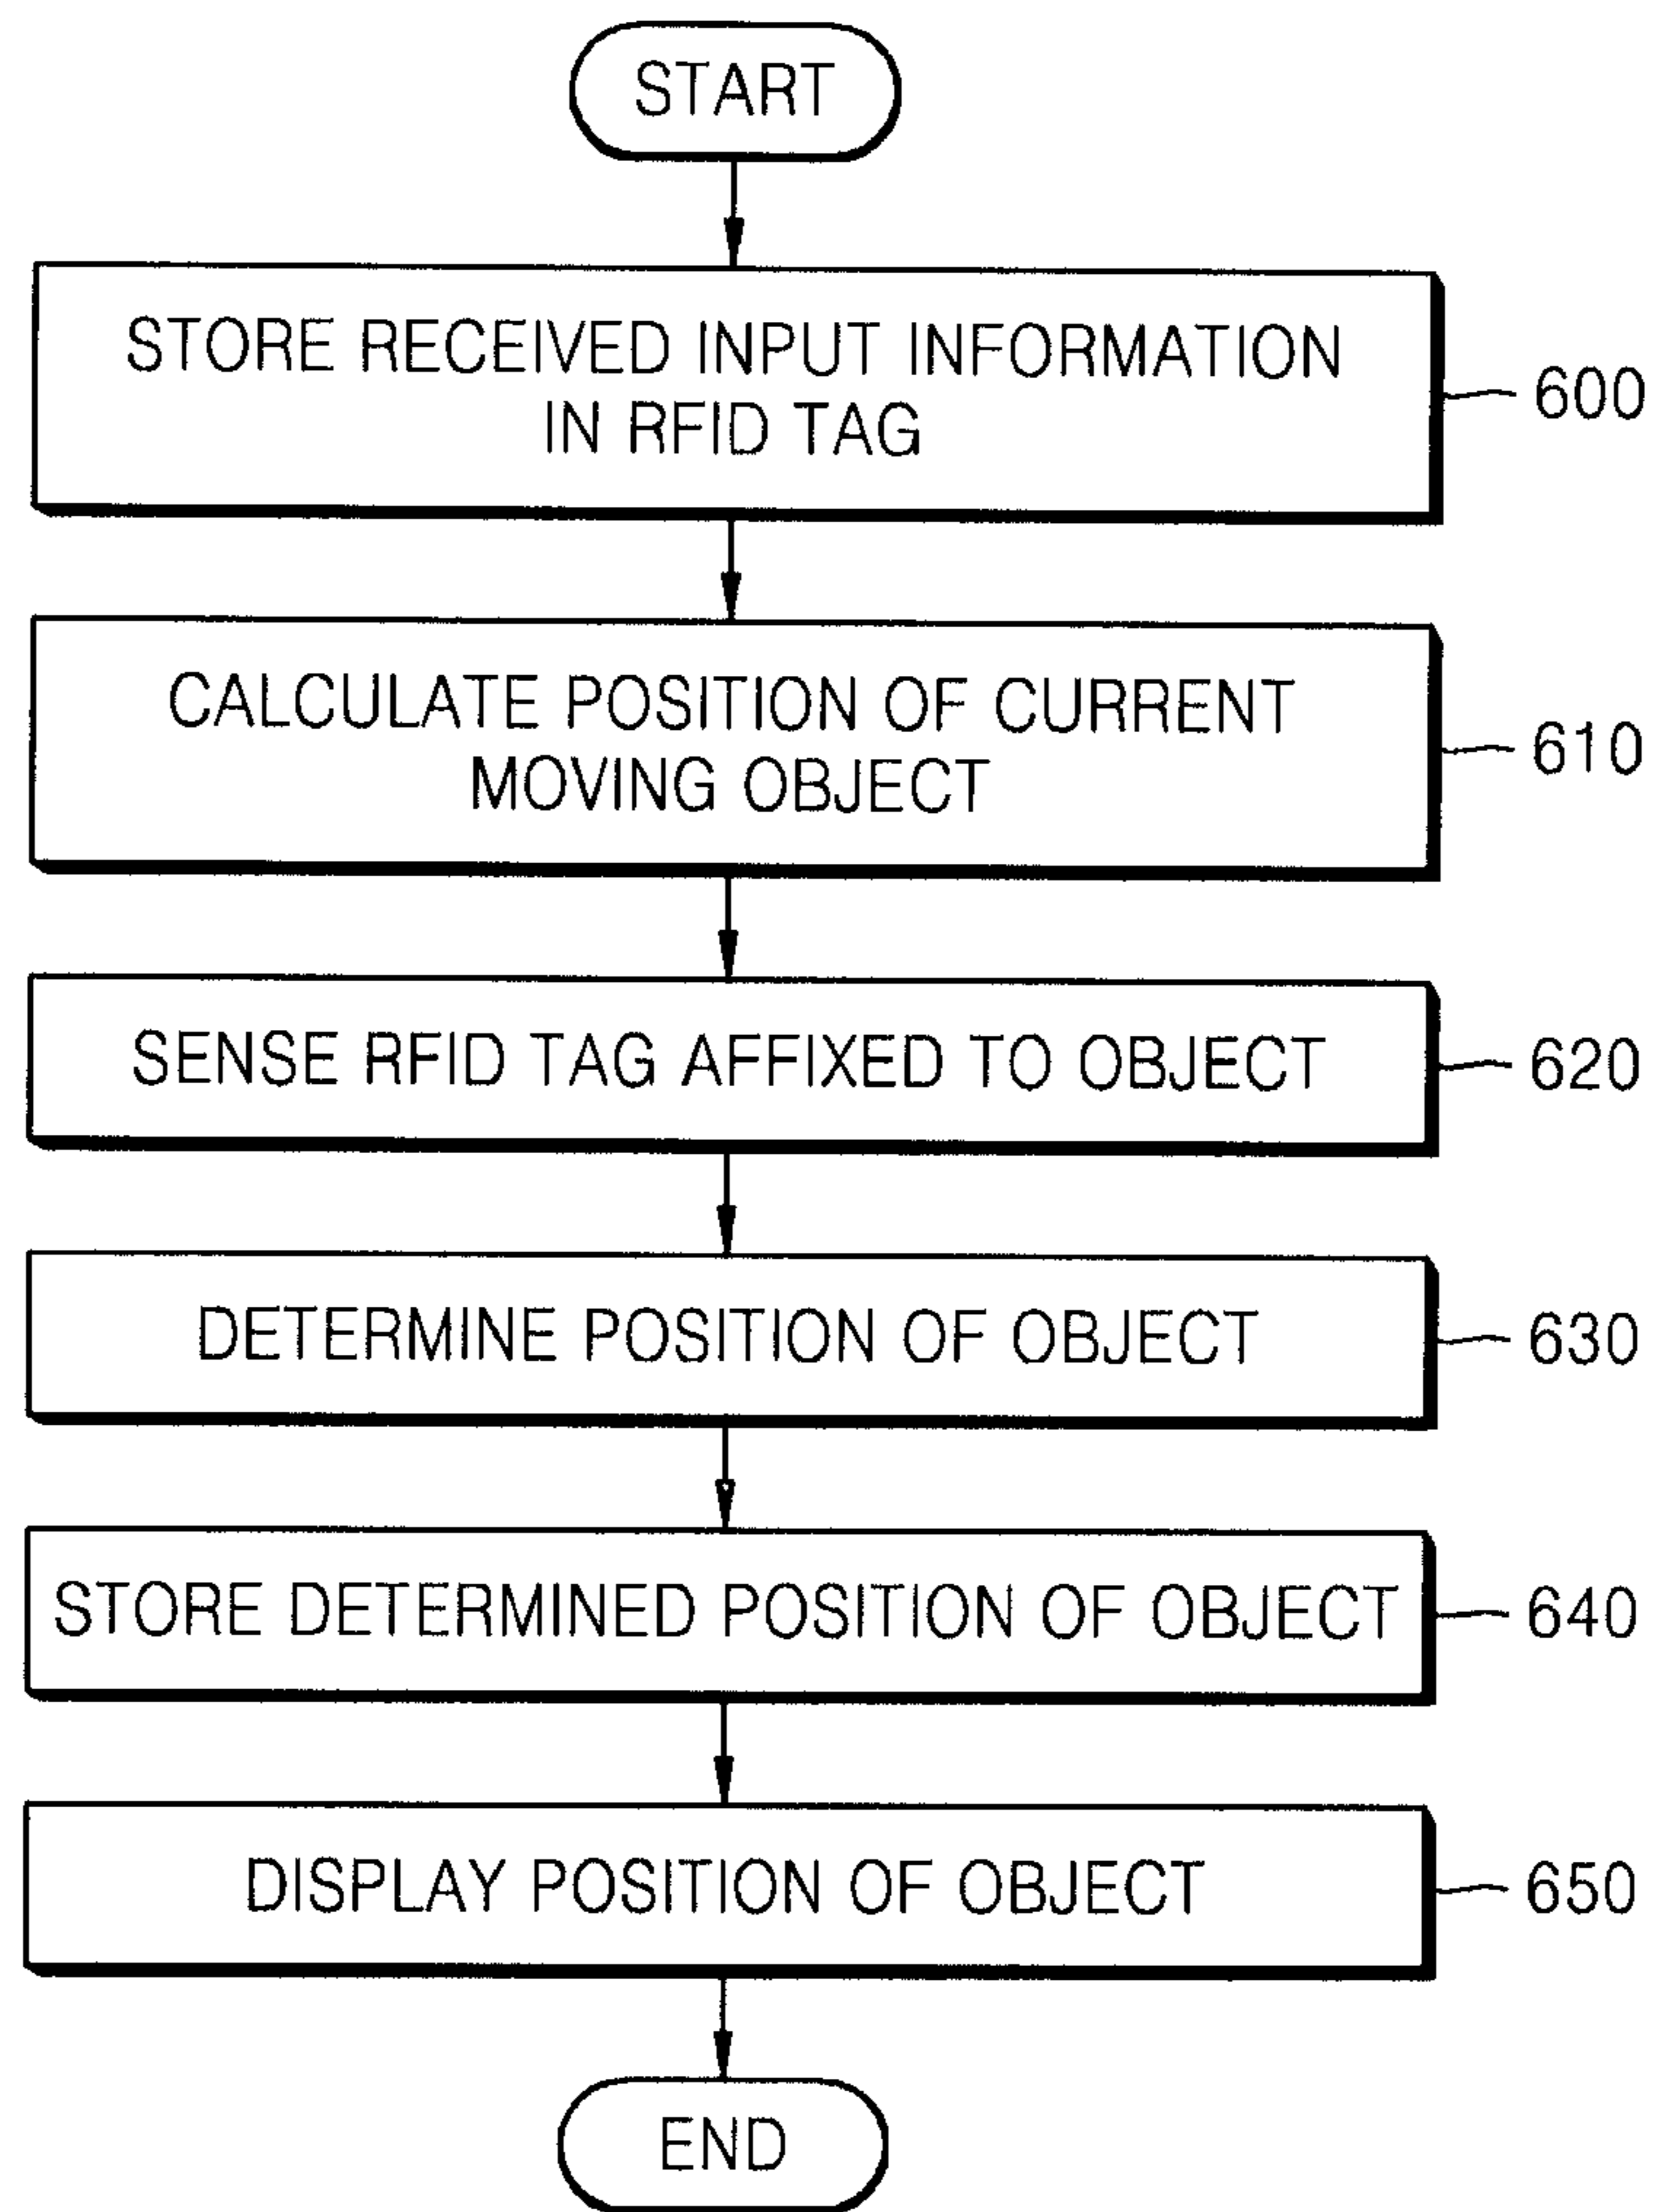 START
STORE RECEIVED INPUT INFORMATION
IN RFID TAG
600
CALCULATE POSITION OF CURRENT
MOVING OBJECT
610
SENSE RFID TAG AFFIXED TO OBJECT
620
DETERMINE POSITION OF OBJECT
630
STORE DETERMINED POSITION OF OBJECT
640
DISPLAY POSITION OF OBJECT
650
END